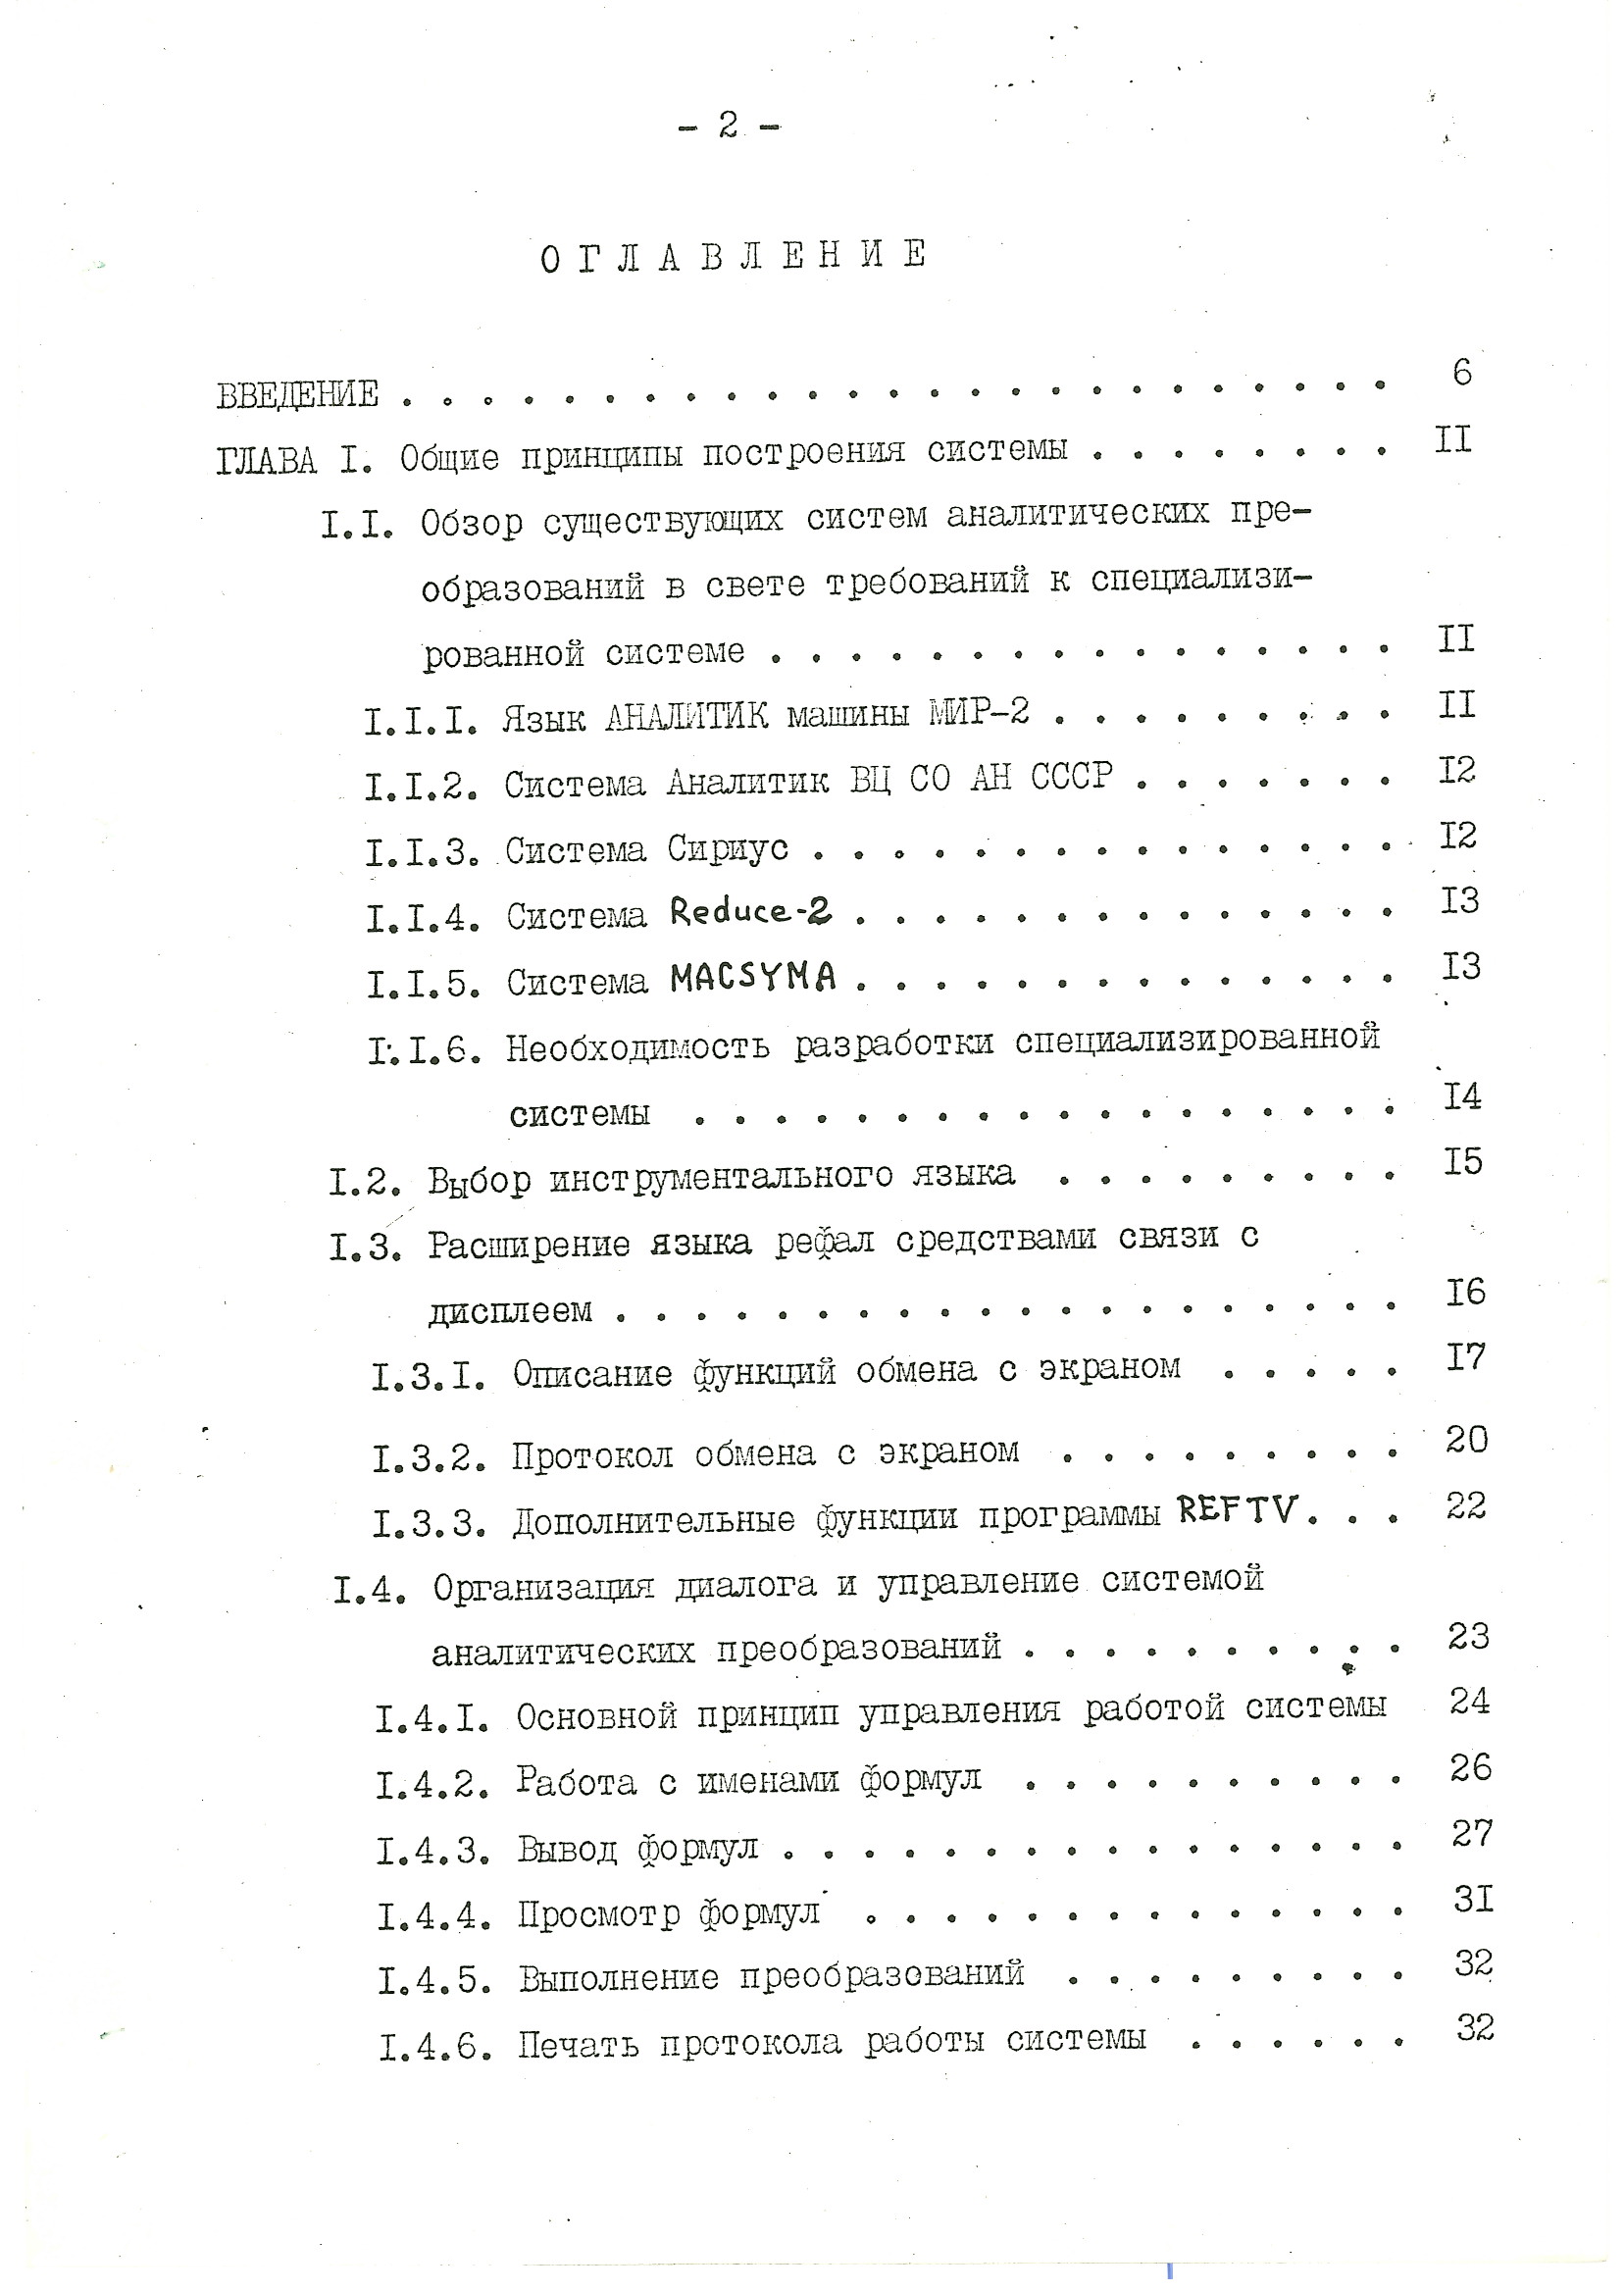 - 2 -
ОГЛАВЛЕНИЕ
ВВЕДЕНИЕ . . . . . . . . . . . . . . . . . . . . . . . . . 6
ГЛАВА I. Общие принципы построения системы . . . . . . . . II
I.I. Обзор существующих систем аналитических пре-
образований в свете требований к специализи-
рованной системе . . . . . . . . . . . . . . . . II
I.I.I. Язык АНАЛИТИК машины МИР-2 . . . . . . . . . II
I.I.2. Система Аналитик ВЦ СО АН СССР . . . . . . . I2
I.I.3. Система Сириус . . . . . . . . . . . . . . . I2
I.I.4. Система Reduce-2 . . . . . . . . . . . . . . I3
I.I.5. Система MACSYMA . . . . . . . . . . . . . . I3
I.I.6. Необходимость разработки специализированной
системы . . . . . . . . . . . . . . . . . . I4
I.2. Выбор инструментального языка . . . . . . . . . I5
I.3. Расширение языка рефал средствами связи с
дисплеем . . . . . . . . . . . . . . . . . . . . I6
I.3.I. Описание функций обмена с экраном . . . . . I7
I.3.2. Протокол обмена с экраном . . . . . . . . . 20
I.3.3. Дополнительные функции программы REFTV . . . 22
I.4. Организация диалога и управление системой
аналитических преобразований . . . . . . . . . . 23
I.4.I. Основной принцип управления работой системы 24
I.4.2. Работа с именами формул . . . . . . . . . . 26
I.4.3. Вывод формул . . . . . . . . . . . . . . . . 27
I.4.4. Просмотр формул . . . . . . . . . . . . . . 3I
I.4.5. Выполнение преобразований . . . . . . . . . 32
I.4.6. Печать протокола работы системы . . . . . . 32